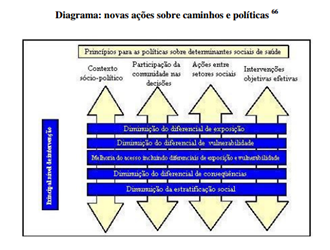 Diagrama: novas ações sobre caminhos e políticas 66
Princípios para as políticas sobre determinantes sociais de saúde
Contexto
sócio-político
Participação da
comunidade nas
decisões
Ações entre
setores sociais
Intervenções
objetivas efetivas
Principal nível de intervenção
Diminuição do diferencial de exposição
Diminuição do diferencial de vulnerabilidade
Melhoria do acesso incluindo diferenciais de exposição e vulnerabilidade
Diminuição do diferencial de conseqüências
Diminuição da estratificação social